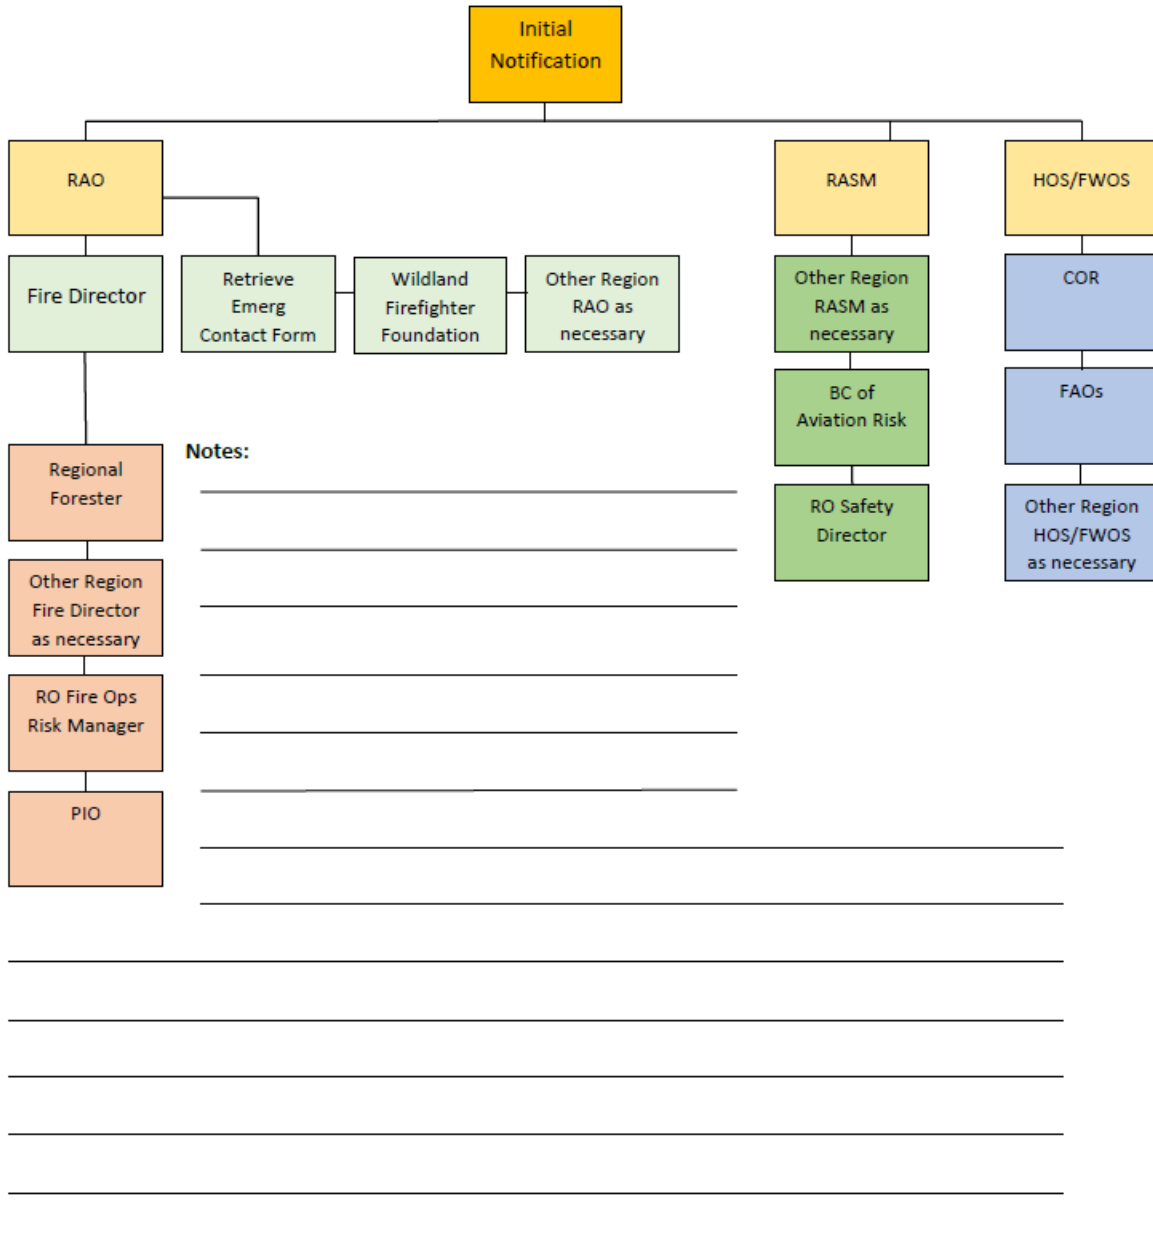 Initial
Notification
RAO
RASM
HOS/FWOS
Fire Director
Retrieve
Emerg
Contact Form
Wildland
Firefighter
Foundation
Other Region
RAO as
necessary
Other Region
RASM as
necessary
COR
BC of
Aviation Risk
FAOs
Regional
Forester
Notes:
RO Safety
Director
Other Region
HOS/FWOS
as necessary
Other Region
Fire Director
as necessary
RO Fire Ops
Risk Manager
PIO